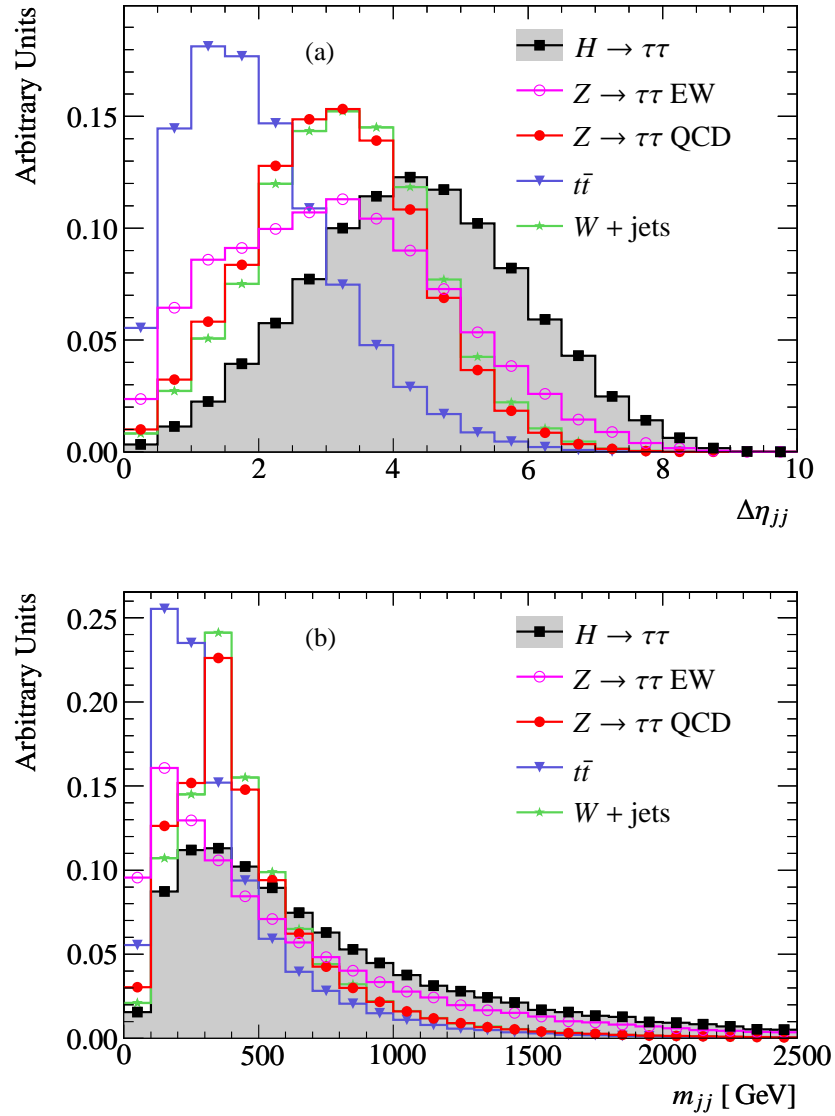 Arbitrary Units
(a)
H → ττ
Z → ττ EW
Z → ττ QCD
tt̄
W + jets
0.15
0.10
0.05
0.00
0 2 4 6 8 10
Δη_jj
Arbitrary Units
(b)
H → ττ
Z → ττ EW
Z → ττ QCD
tt̄
W + jets
0.25
0.20
0.15
0.10
0.05
0.00
0 500 1000 1500 2000 2500
m_jj [ GeV]